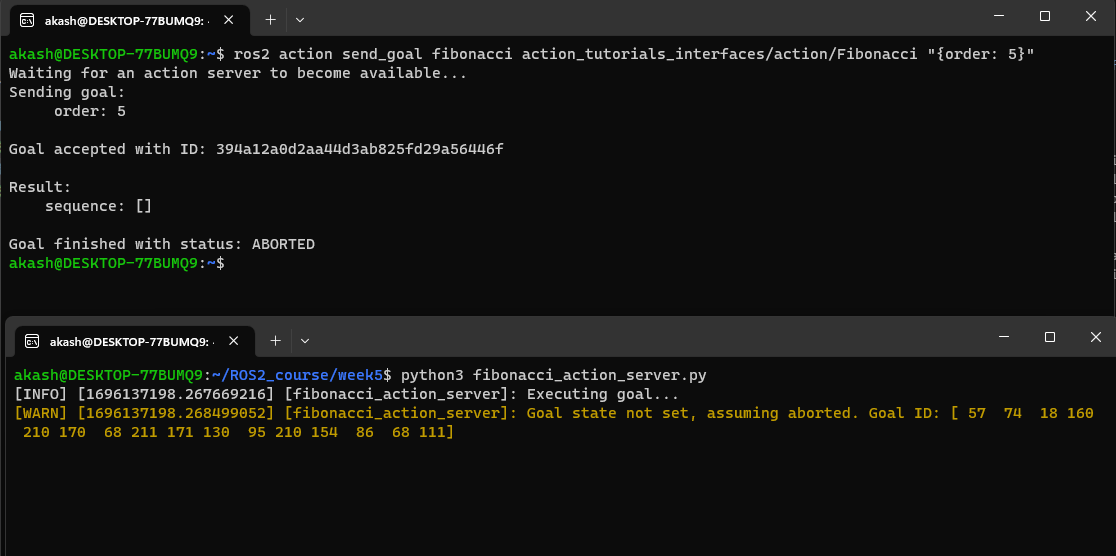 akash@DESKTOP-77BUMQ9: -
akash@DESKTOP-77BUMQ9:~$ ros2 action send_goal fibonacci action_tutorials_interfaces/action/Fibonacci "{order: 5}"
Waiting for an action server to become available...
Sending goal:
     order: 5
Goal accepted with ID: 394a12a0d2aa44d3ab825fd29a56446f
Result:
    sequence: []
Goal finished with status: ABORTED
akash@DESKTOP-77BUMQ9:~$
akash@DESKTOP-77BUMQ9: -
akash@DESKTOP-77BUMQ9:~/ROS2_course/week5$ python3 fibonacci_action_server.py
[INFO] [1696137198.267669216] [fibonacci_action_server]: Executing goal...
[WARN] [1696137198.268499052] [fibonacci_action_server]: Goal state not set, assuming aborted. Goal ID: [ 57  74  18 160
 210 170  68 211 171 130  95 210 154  86  68 111]